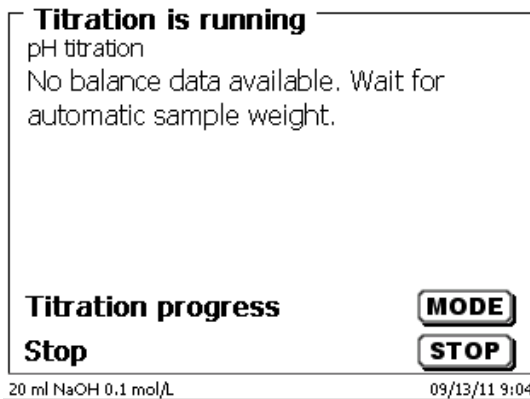 Titration is running
pH titration
No balance data available. Wait for
automatic sample weight.
Titration progress MODE
Stop STOP
20 ml NaOH 0.1 mol/L 09/13/11 9:04